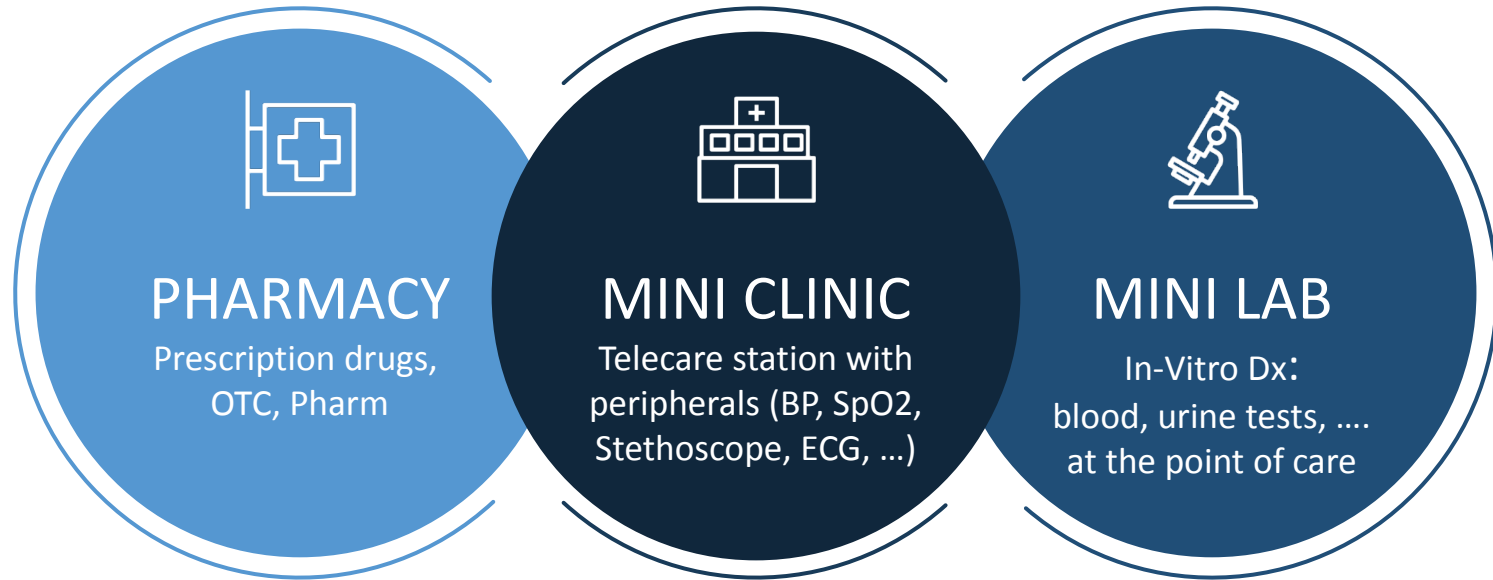 PHARMACY
Prescription drugs,
OTC, Pharm
MINI CLINIC
Telecare station with
peripherals (BP, SpO2,
Stethoscope, ECG, ...)
MINI LAB
In-Vitro Dx:
blood, urine tests, ....
at the point of care